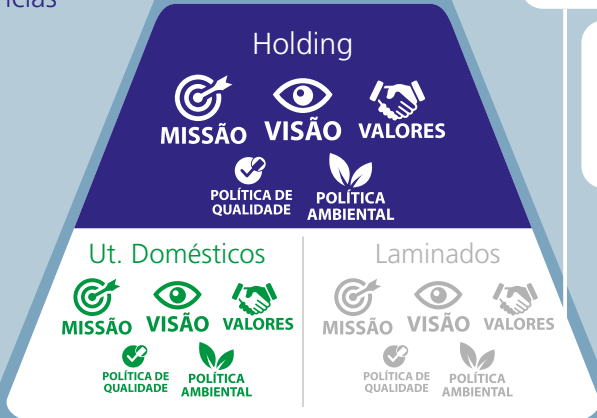 Holding
MISSÃO VISÃO VALORES
POLÍTICA DE QUALIDADE
POLÍTICA AMBIENTAL
Ut. Domésticos
MISSÃO VISÃO VALORES
POLÍTICA DE QUALIDADE
POLÍTICA AMBIENTAL
Laminados
MISSÃO VISÃO VALORES
POLÍTICA DE QUALIDADE
POLÍTICA AMBIENTAL